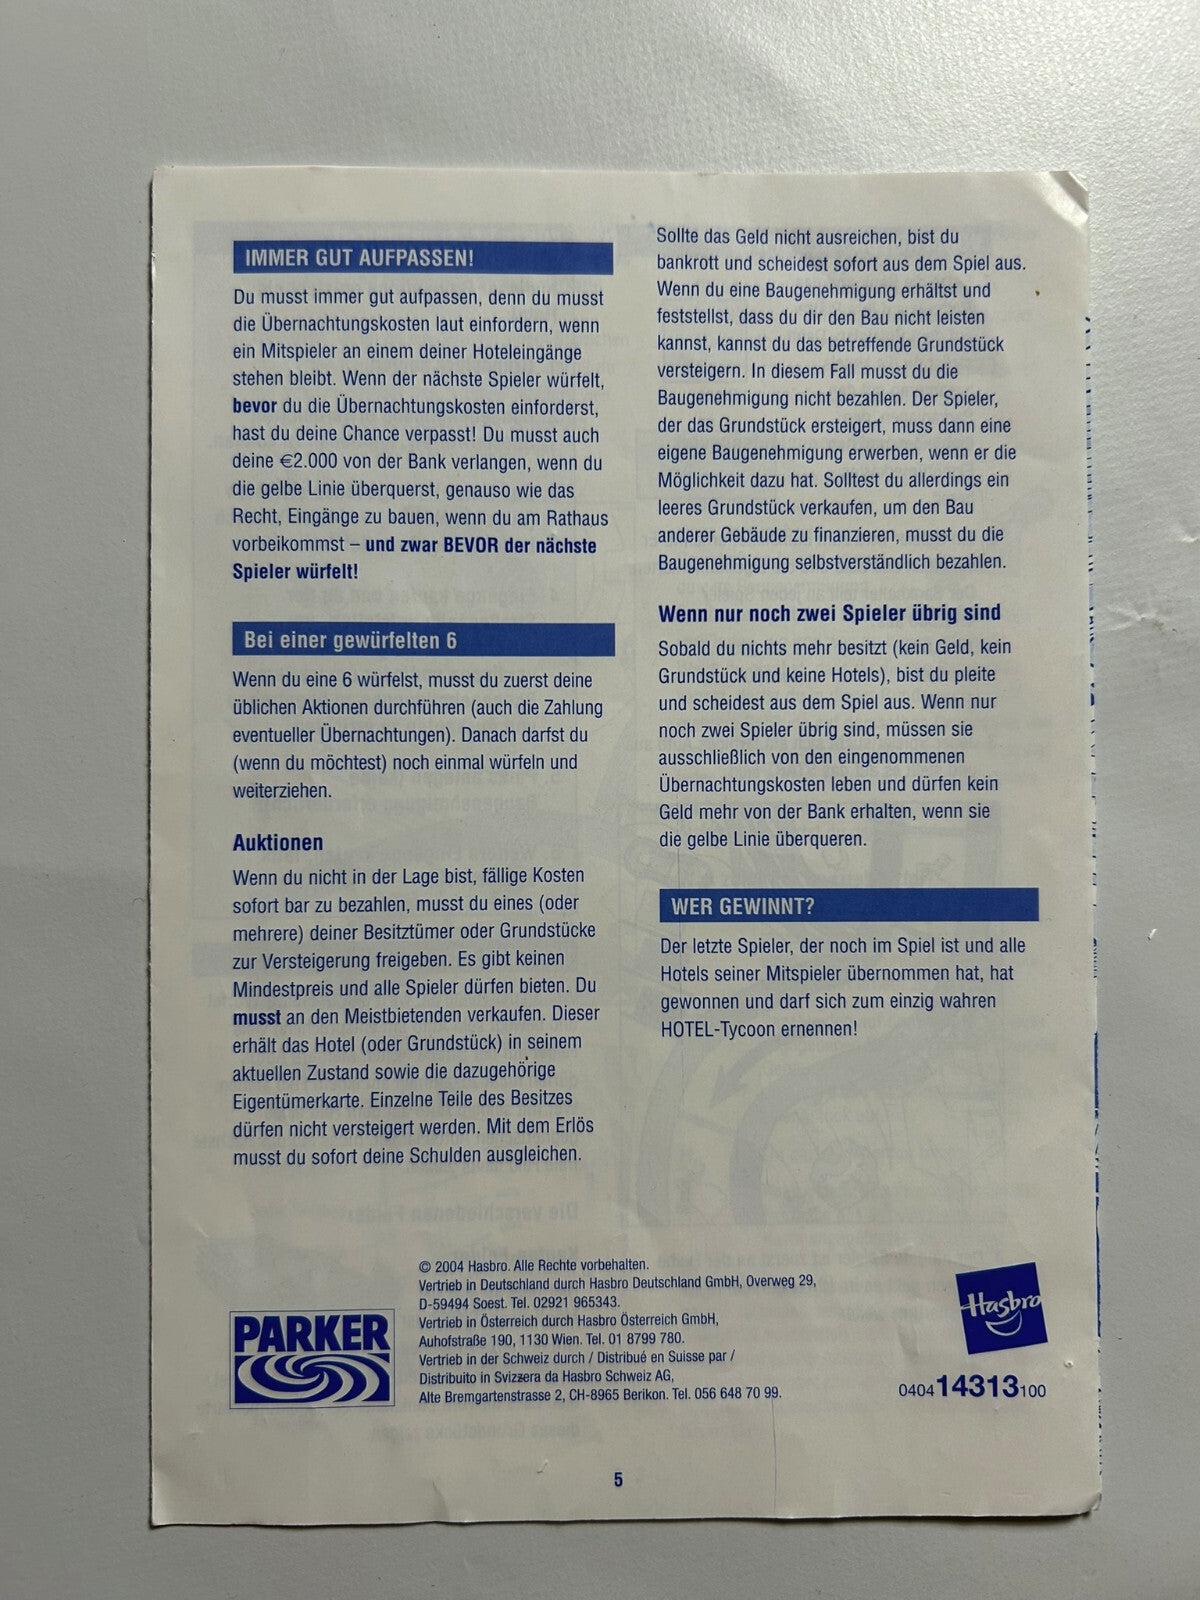 IMMER GUT AUFPASSEN!
Du musst immer gut aufpassen, denn du musst
die Übernachtungskosten laut einfordern, wenn
ein Mitspieler an einem deiner Hoteleingänge
stehen bleibt. Wenn der nächste Spieler würfelt,
bevor du die Übernachtungskosten einforderst,
hast du deine Chance verpasst! Du musst auch
deine €2.000 von der Bank verlangen, wenn du
die gelbe Linie überquerst, genauso wie das
Recht, Eingänge zu bauen, wenn du am Rathaus
vorbeikommst – und zwar BEVOR der nächste
Spieler würfelt!
Bei einer gewürfelten 6
Wenn du eine 6 würfelst, musst du zuerst deine
üblichen Aktionen durchführen (auch die Zahlung
eventueller Übernachtungen). Danach darfst du
(wenn du möchtest) noch einmal würfeln und
weiterziehen.
Auktionen
Wenn du nicht in der Lage bist, fällige Kosten
sofort bar zu bezahlen, musst du eines (oder
mehrere) deiner Besitztümer oder Grundstücke
zur Versteigerung freigeben. Es gibt keinen
Mindestpreis und alle Spieler dürfen bieten. Du
musst an den Meistbietenden verkaufen. Dieser
erhält das Hotel (oder Grundstück) in seinem
aktuellen Zustand sowie die dazugehörige
Eigentümerkarte. Einzelne Teile des Besitzes
dürfen nicht versteigert werden. Mit dem Erlös
musst du sofort deine Schulden ausgleichen.
Sollte das Geld nicht ausreichen, bist du
bankrott und scheidest sofort aus dem Spiel aus.
Wenn du eine Baugenehmigung erhältst und
feststellst, dass du dir den Bau nicht leisten
kannst, kannst du das betreffende Grundstück
versteigern. In diesem Fall musst du die
Baugenehmigung nicht bezahlen. Der Spieler,
der das Grundstück ersteigert, muss dann eine
eigene Baugenehmigung erwerben, wenn er die
Möglichkeit dazu hat. Solltest du allerdings ein
leeres Grundstück verkaufen, um den Bau
anderer Gebäude zu finanzieren, musst du die
Baugenehmigung selbstverständlich bezahlen.
Wenn nur noch zwei Spieler übrig sind
Sobald du nichts mehr besitzt (kein Geld, kein
Grundstück und keine Hotels), bist du pleite
und scheidest aus dem Spiel aus. Wenn nur
noch zwei Spieler übrig sind, müssen sie
ausschließlich von den eingenommenen
Übernachtungskosten leben und dürfen kein
Geld mehr von der Bank erhalten, wenn sie
die gelbe Linie überqueren.
WER GEWINNT?
Der letzte Spieler, der noch im Spiel ist und alle
Hotels seiner Mitspieler übernommen hat, hat
gewonnen und darf sich zum einzig wahren
HOTEL-Tycoon ernennen!
PARKER
© 2004 Hasbro. Alle Rechte vorbehalten.
Vertrieb in Deutschland durch Hasbro Deutschland GmbH, Overweg 29,
D-59494 Soest. Tel. 02921 965343.
Vertrieb in Österreich durch Hasbro Österreich GmbH,
Auhofstraße 190, 1130 Wien. Tel. 01 8799 780.
Vertrieb in der Schweiz durch / Distribué en Suisse par /
Distribuito in Svizzera da Hasbro Schweiz AG,
Alte Bremgartenstrasse 2, CH-8965 Berikon. Tel. 056 648 70 99.
Hasbro
040414313100
5